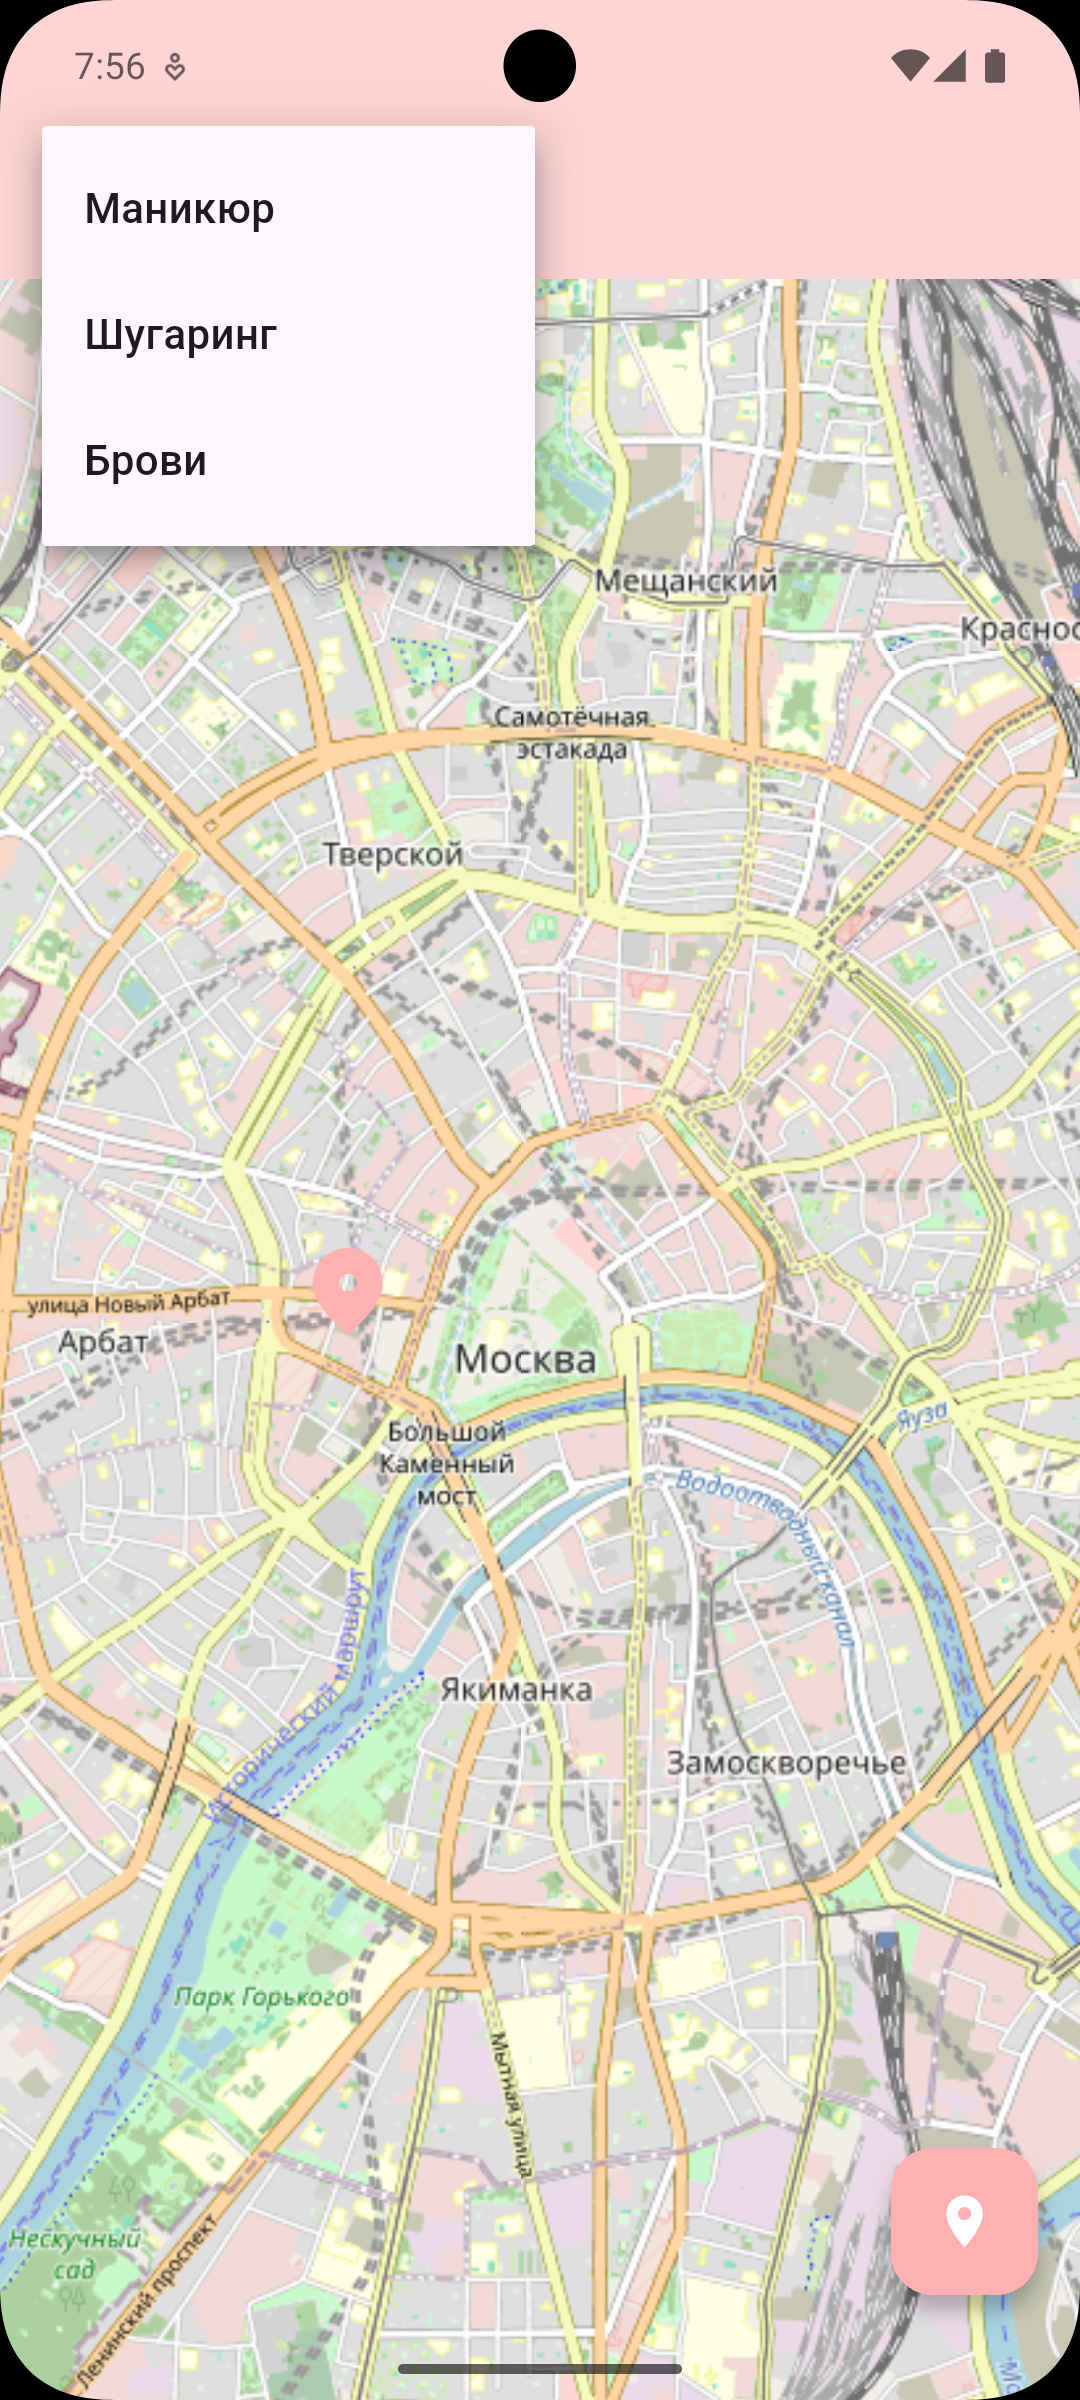 7:56
Маникюр
Шугаринг
Брови
Мещанский
Краснос
Самотёчная
эстакада
Тверской
улица Новый Арбат
Арбат
Москва
Большой
Каменный
мост
Яуза
Водоотводный канал
Исторический маршрут
Якиманка
Замоскворечье
Парк Горького
Мытная улица
Нескучный
сад
Ленинский проспект